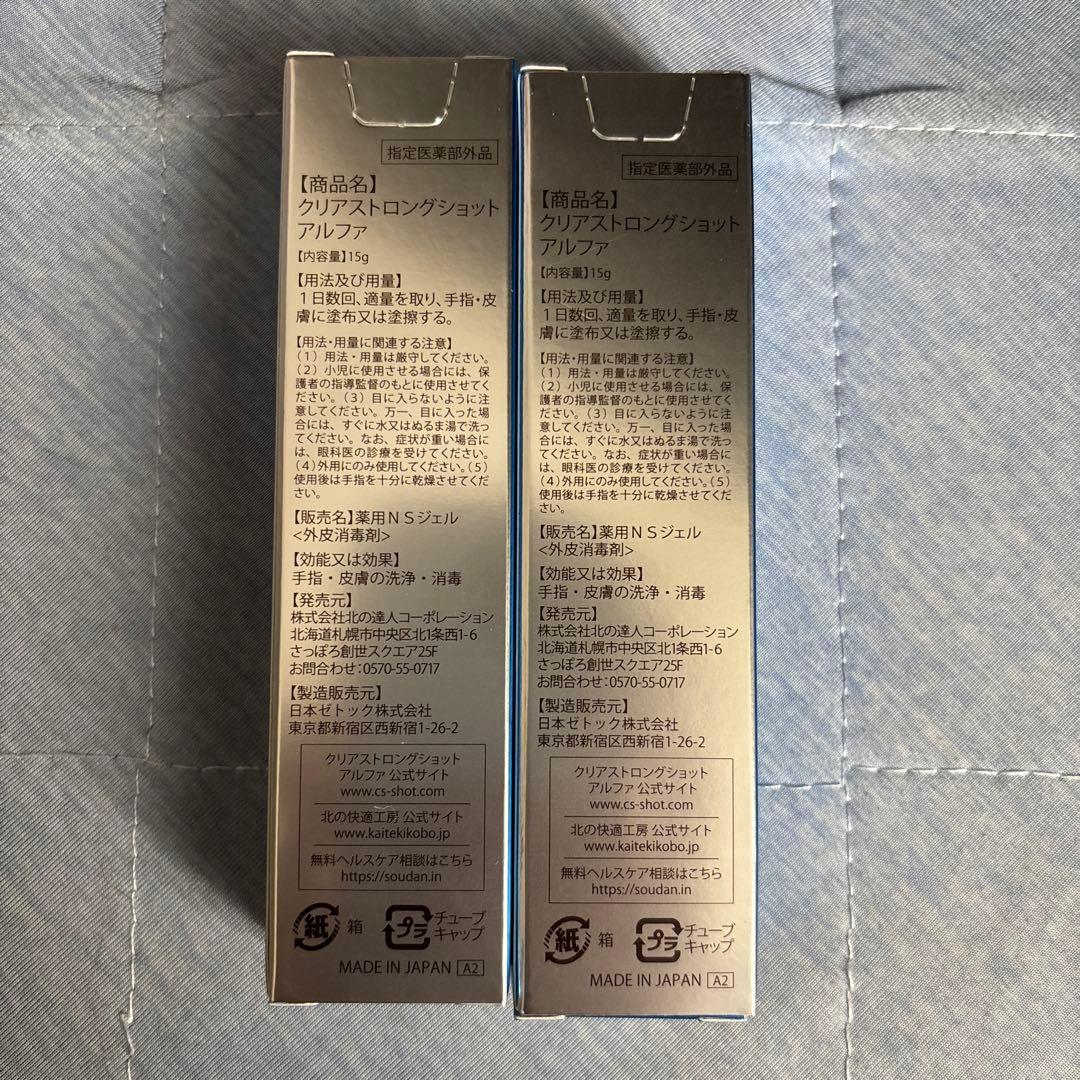 指定医薬部外品
【商品名】
クリアストロングショット
アルファ
【内容量】15g
【用法及び用量】
1日数回、適量を取り、手指・皮
膚に塗布又は塗擦する。
【用法・用量に関連する注意】
(1)用法・用量は厳守してください。
(2)小児に使用させる場合には、保
護者の指導監督のもとに使用させてく
ださい。(3)目に入らないように注
意してください。万一、目に入った場
合には、すぐに水又はぬるま湯で洗っ
てください。なお、症状が重い場合に
は、眼科医の診療を受けてください。
(4)外用にのみ使用してください。(5)
使用後は手指を十分に乾燥させてくだ
さい。
【販売名】薬用NSジェル
<外皮消毒剤>
【効能又は効果】
手指・皮膚の洗浄・消毒
【発売元】
株式会社北の達人コーポレーション
北海道札幌市中央区北1条西1-6
さっぽろ創世スクエア25F
お問合わせ:0570-55-0717
【製造販売元】
日本ゼトック株式会社
東京都新宿区西新宿1-26-2
クリアストロングショット
アルファ 公式サイト
www.cs-shot.com
北の快適工房 公式サイト
www.kaitekikobo.jp
無料ヘルスケア相談はこちら
https://soudan.in
紙 箱 プラ チューブ
キャップ
MADE IN JAPAN A2
指定医薬部外品
【商品名】
クリアストロングショット
アルファ
【内容量】15g
【用法及び用量】
1日数回、適量を取り、手指・皮
膚に塗布又は塗擦する。
【用法・用量に関連する注意】
(1)用法・用量は厳守してください。
(2)小児に使用させる場合には、保
護者の指導監督のもとに使用させてく
ださい。(3)目に入らないように注
意してください。万一、目に入った場
合には、すぐに水又はぬるま湯で洗っ
てください。なお、症状が重い場合に
は、眼科医の診療を受けてください。
(4)外用にのみ使用してください。(5)
使用後は手指を十分に乾燥させてくだ
さい。
【販売名】薬用NSジェル
<外皮消毒剤>
【効能又は効果】
手指・皮膚の洗浄・消毒
【発売元】
株式会社北の達人コーポレーション
北海道札幌市中央区北1条西1-6
さっぽろ創世スクエア25F
お問合わせ:0570-55-0717
【製造販売元】
日本ゼトック株式会社
東京都新宿区西新宿1-26-2
クリアストロングショット
アルファ 公式サイト
www.cs-shot.com
北の快適工房 公式サイト
www.kaitekikobo.jp
無料ヘルスケア相談はこちら
https://soudan.in
紙 箱 プラ チューブ
キャップ
MADE IN JAPAN A2